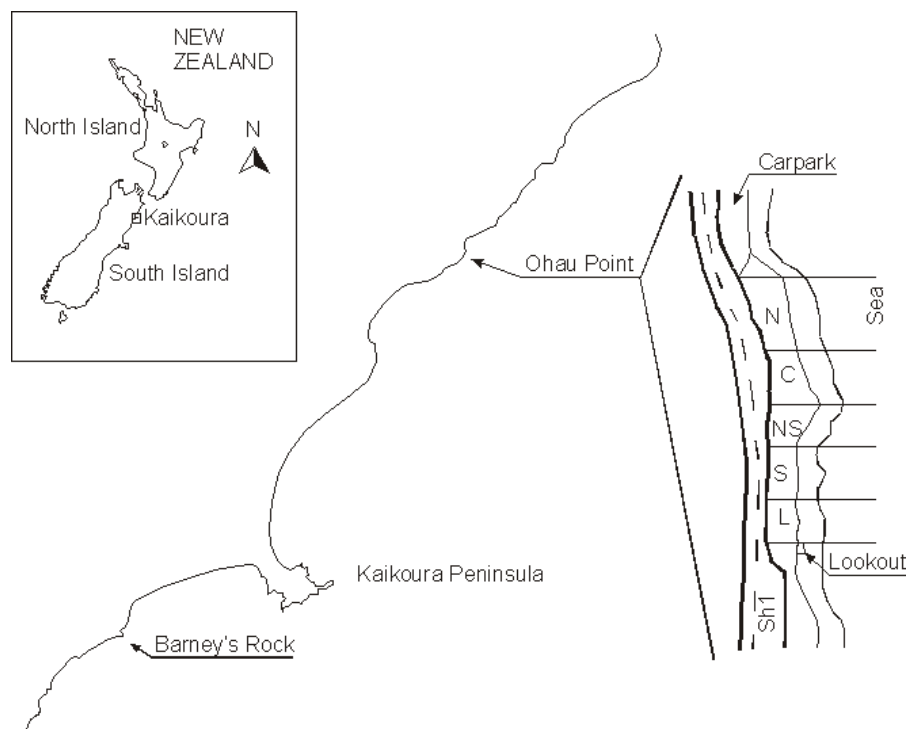 NEW
ZEALAND
North Island
N
Kaikoura
South Island
Carpark
Ohau Point
Sea
N
C
NS
S
L
Lookout
Sh1
Kaikoura Peninsula
Barney's Rock